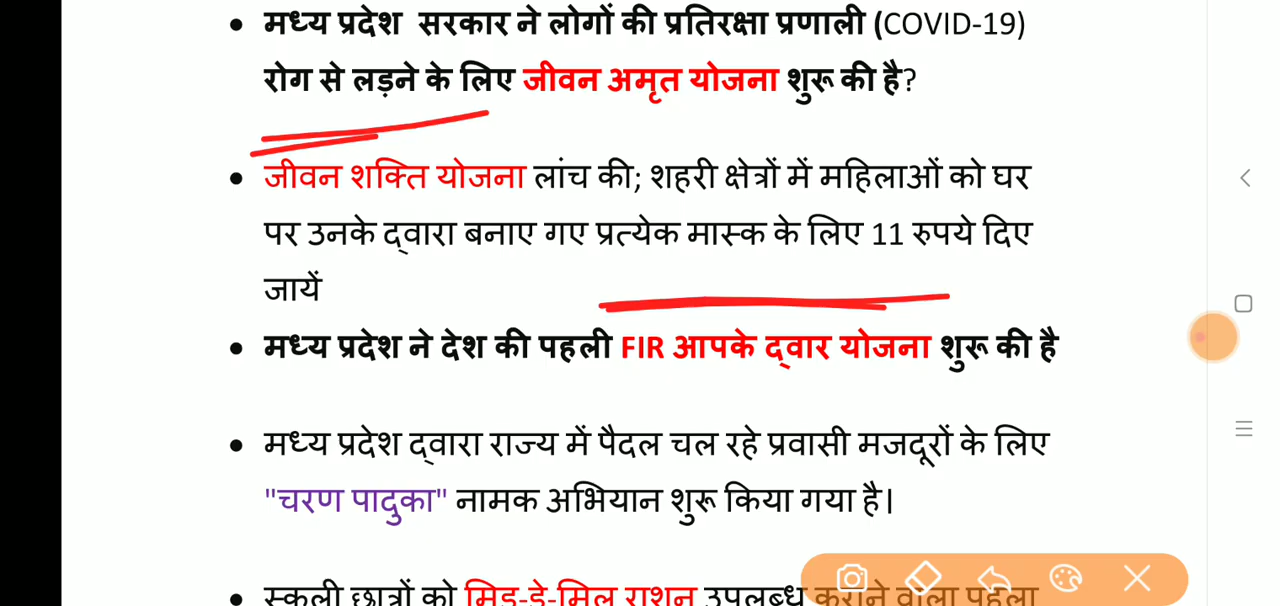 मध्य प्रदेश सरकार ने लोगों की प्रतिरक्षा प्रणाली (COVID-19)
रोग से लड़ने के लिए जीवन अमृत योजना शुरू की है?
जीवन शक्ति योजना लांच की; शहरी क्षेत्रों में महिलाओं को घर
पर उनके द्वारा बनाए गए प्रत्येक मास्क के लिए 11 रुपये दिए
जायें
मध्य प्रदेश ने देश की पहली FIR आपके द्वार योजना शुरू की है
मध्य प्रदेश द्वारा राज्य में पैदल चल रहे प्रवासी मजदूरों के लिए
"चरण पादुका" नामक अभियान शुरू किया गया है।
स्कूली छात्रों को मिड-डे-मिल राशन उपलब्ध कराने वाला पहला